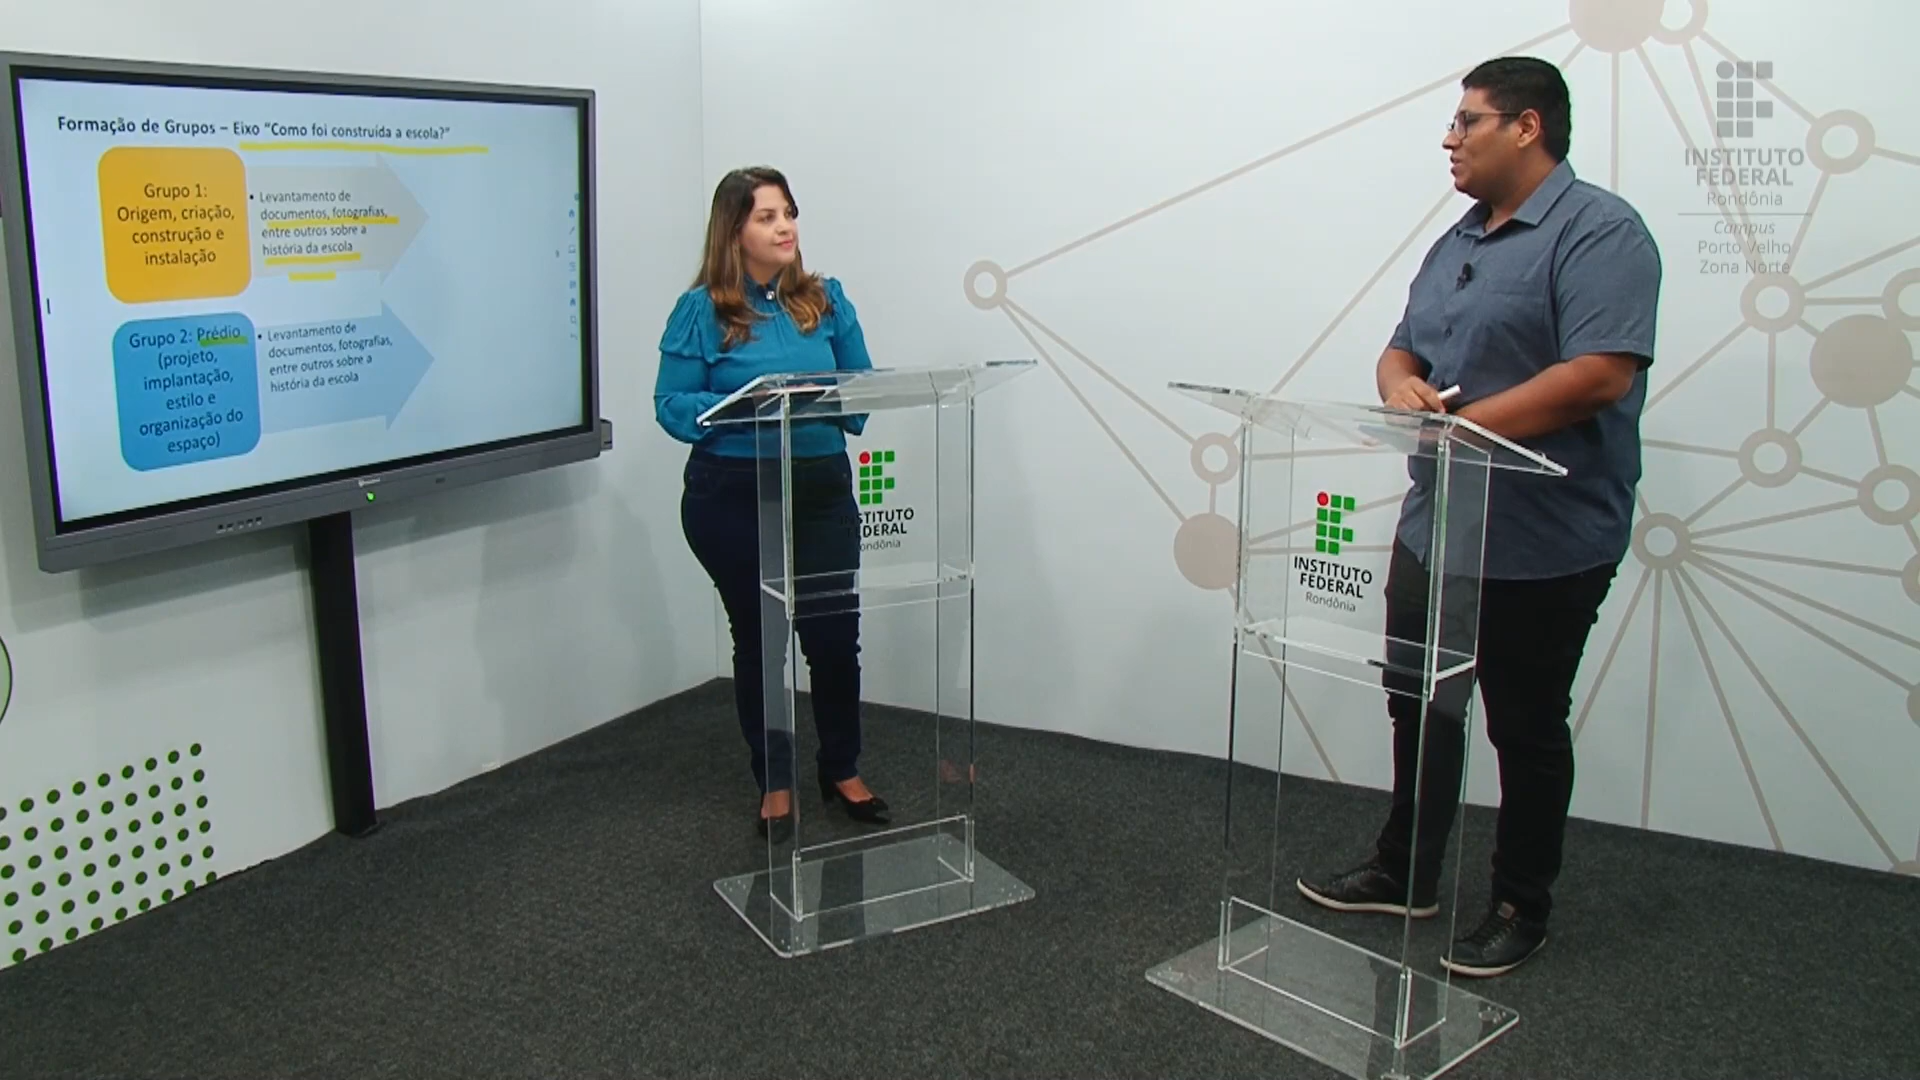 Formação de Grupos – Eixo "Como foi construída a escola?"
Grupo 1:
Origem, criação,
construção e
instalação
• Levantamento de
documentos, fotografias,
entre outros sobre a
história da escola
Grupo 2: Prédio
(projeto,
implantação,
estilo e
organização do
espaço)
• Levantamento de
documentos, fotografias,
entre outros sobre a
história da escola
INSTITUTO
FEDERAL
Rondônia
INSTITUTO
FEDERAL
Rondônia
INSTITUTO
FEDERAL
Rondônia
Campus
Porto Velho
Zona Norte